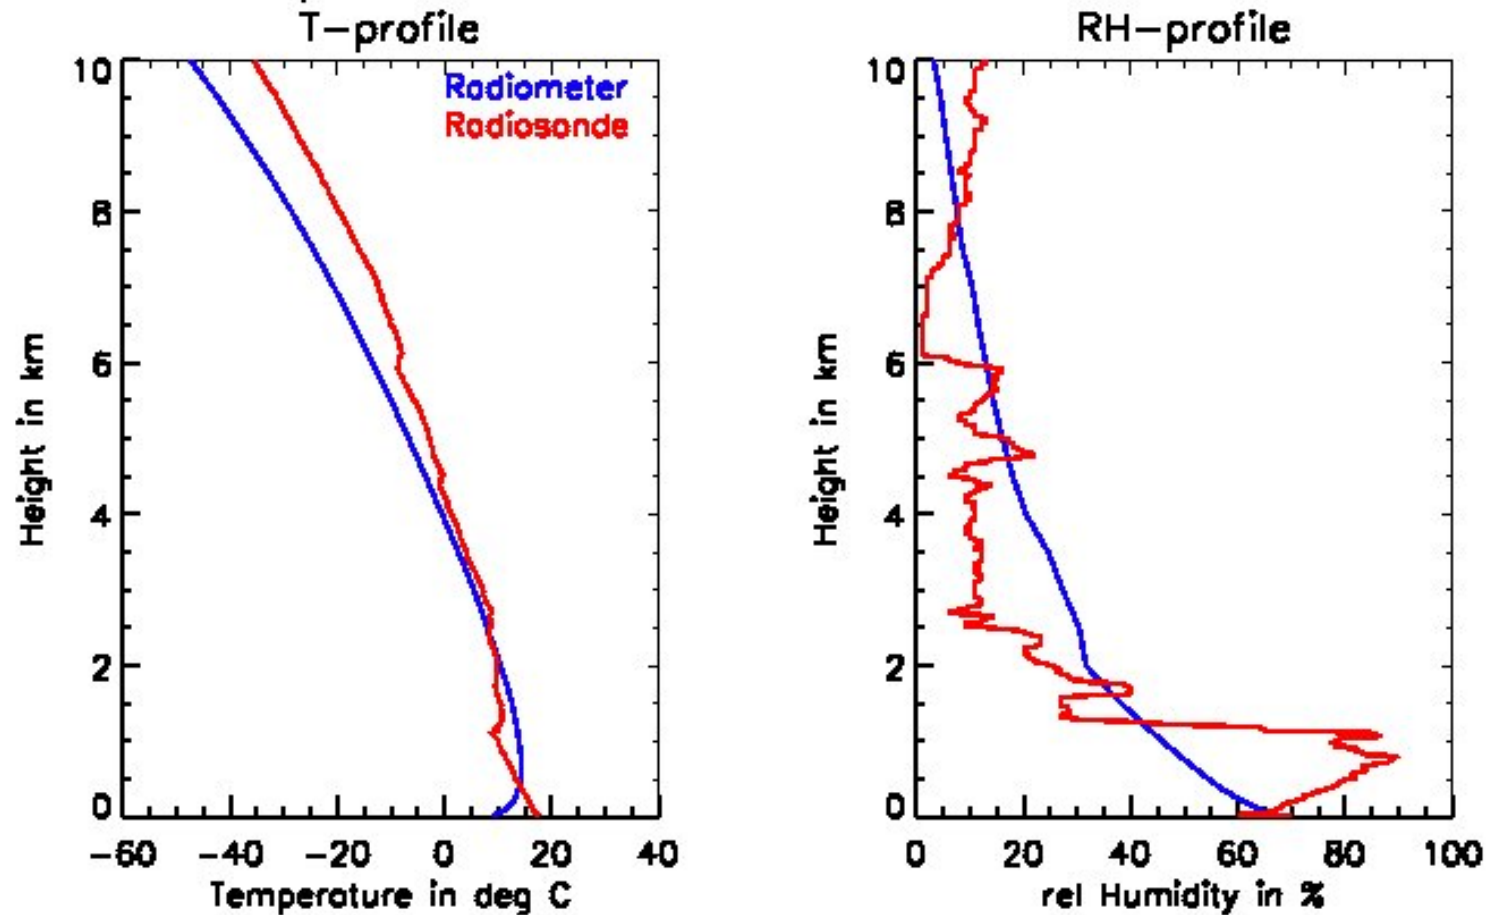 T-profile
Radiometer
Radiosonde
10
8
6
4
2
0
Height in km
-60 -40 -20 0 20 40
Temperature in deg C
RH-profile
10
8
6
4
2
0
Height in km
0 20 40 60 80 100
rel Humidity in %